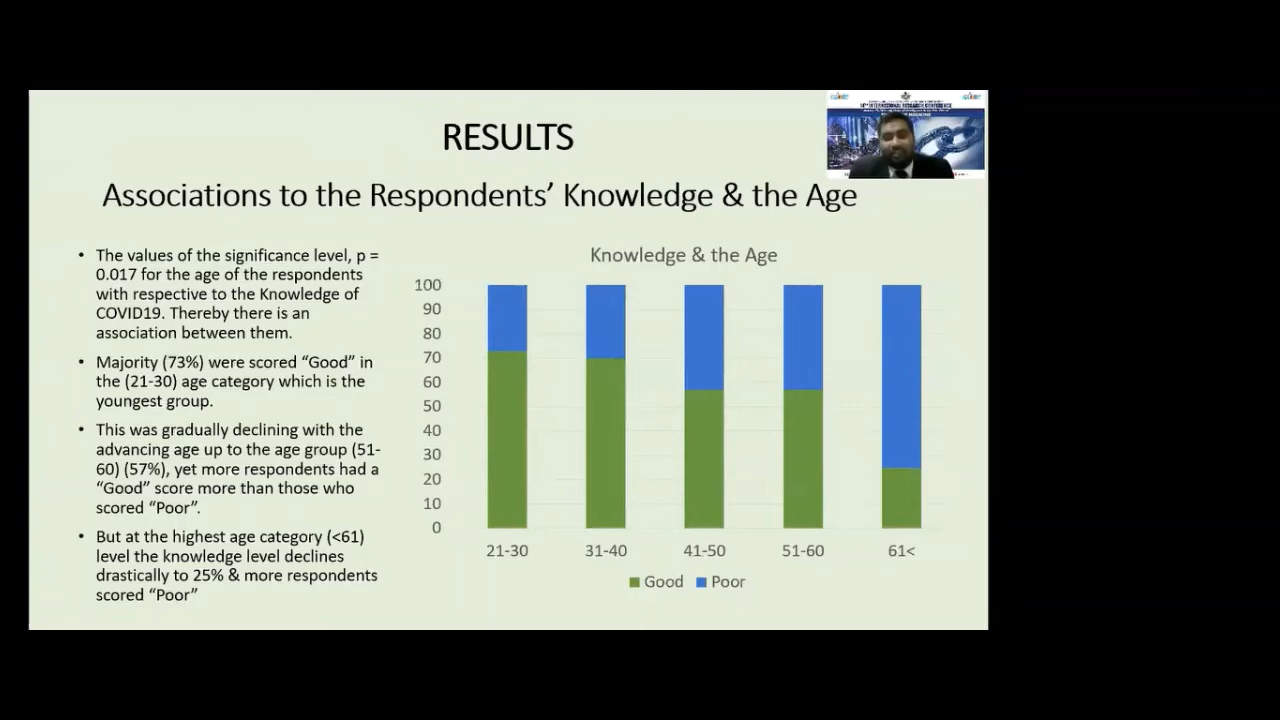 RESULTS
INTERNATIONAL RESEARCH CONFERENCE
Associations to the Respondents’ Knowledge & the Age
• The values of the significance level, p =
0.017 for the age of the respondents
with respective to the Knowledge of
COVID19. Thereby there is an
association between them.
• Majority (73%) were scored “Good” in
the (21-30) age category which is the
youngest group.
• This was gradually declining with the
advancing age up to the age group (51-
60) (57%), yet more respondents had a
“Good” score more than those who
scored “Poor”.
• But at the highest age category (<61)
level the knowledge level declines
drastically to 25% & more respondents
scored “Poor”
Knowledge & the Age
100
90
80
70
60
50
40
30
20
10
0
21-30 31-40 41-50 51-60 61<
Good Poor